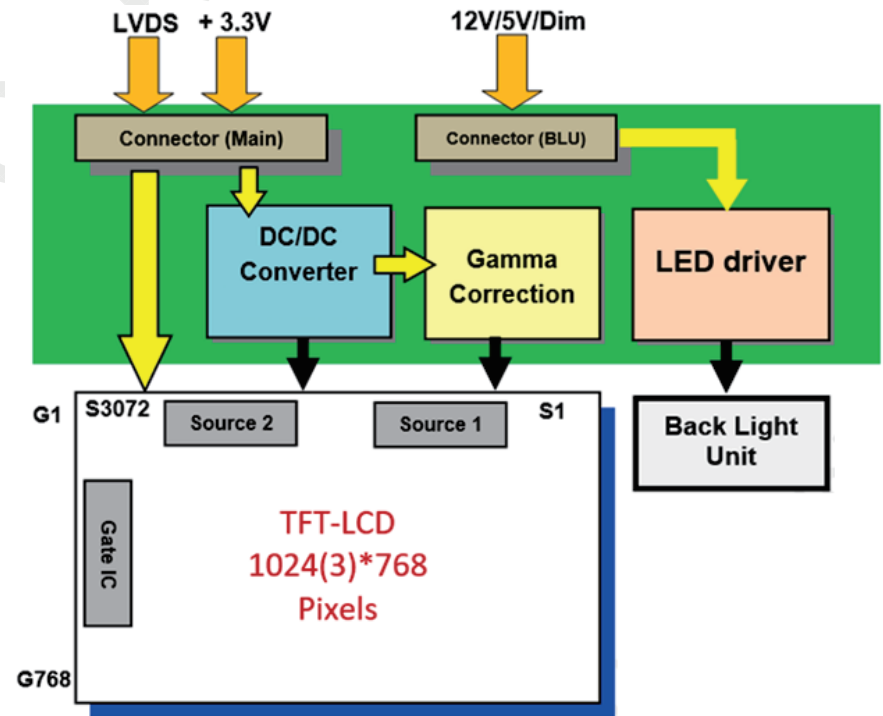 LVDS + 3.3V
12V/5V/Dim
Connector (Main)
Connector (BLU)
DC/DC
Converter
Gamma
Correction
LED driver
G1
S3072
Source 2
Source 1
S1
Back Light
Unit
Gate IC
TFT-LCD
1024(3)*768
Pixels
G768